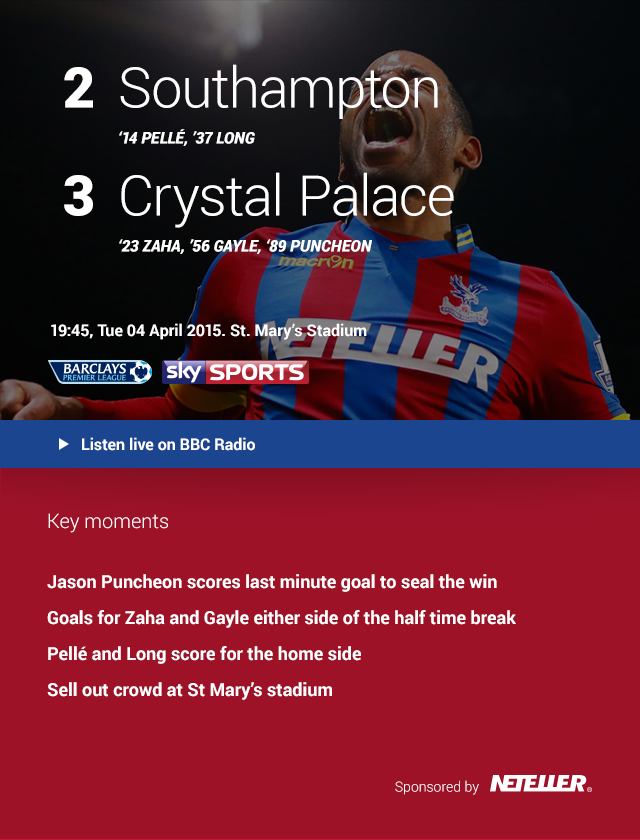 2 Southampton
‘14 PELLÉ, ’37 LONG
3 Crystal Palace
‘23 ZAHA, ’56 GAYLE, ‘89 PUNCHEON
macron
NETELLER
19:45, Tue 04 April 2015. St. Mary’s Stadium
BARCLAYS
PREMIER LEAGUE
sky SPORTS
Listen live on BBC Radio
Key moments
Jason Puncheon scores last minute goal to seal the win
Goals for Zaha and Gayle either side of the half time break
Pellé and Long score for the home side
Sell out crowd at St Mary’s stadium
Sponsored by NETELLER®